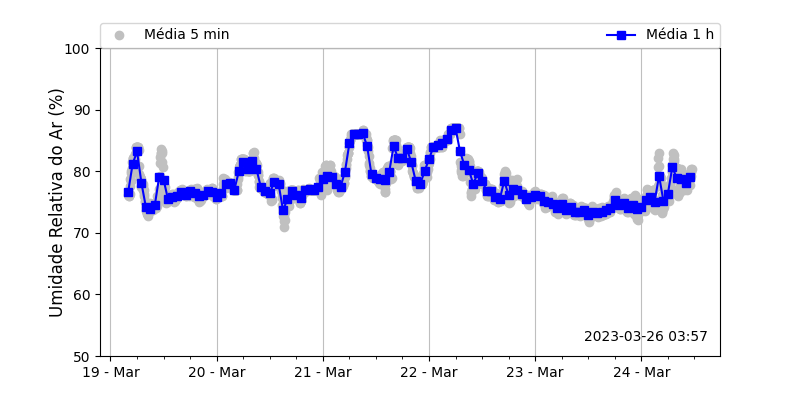 Média 5 min Média 1 h
Umidade Relativa do Ar (%)
100
90
80
70
60
50
2023-03-26 03:57
19 - Mar 20 - Mar 21 - Mar 22 - Mar 23 - Mar 24 - Mar